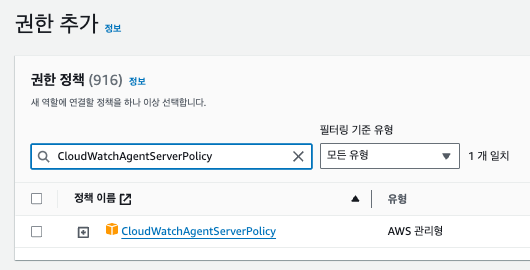 권한 추가 정보
권한 정책 (916) 정보
새 역할에 연결할 정책을 하나 이상 선택합니다.
필터링 기준 유형
CloudWatchAgentServerPolicy 모든 유형 1 개 일치
정책 이름 유형
CloudWatchAgentServerPolicy AWS 관리형